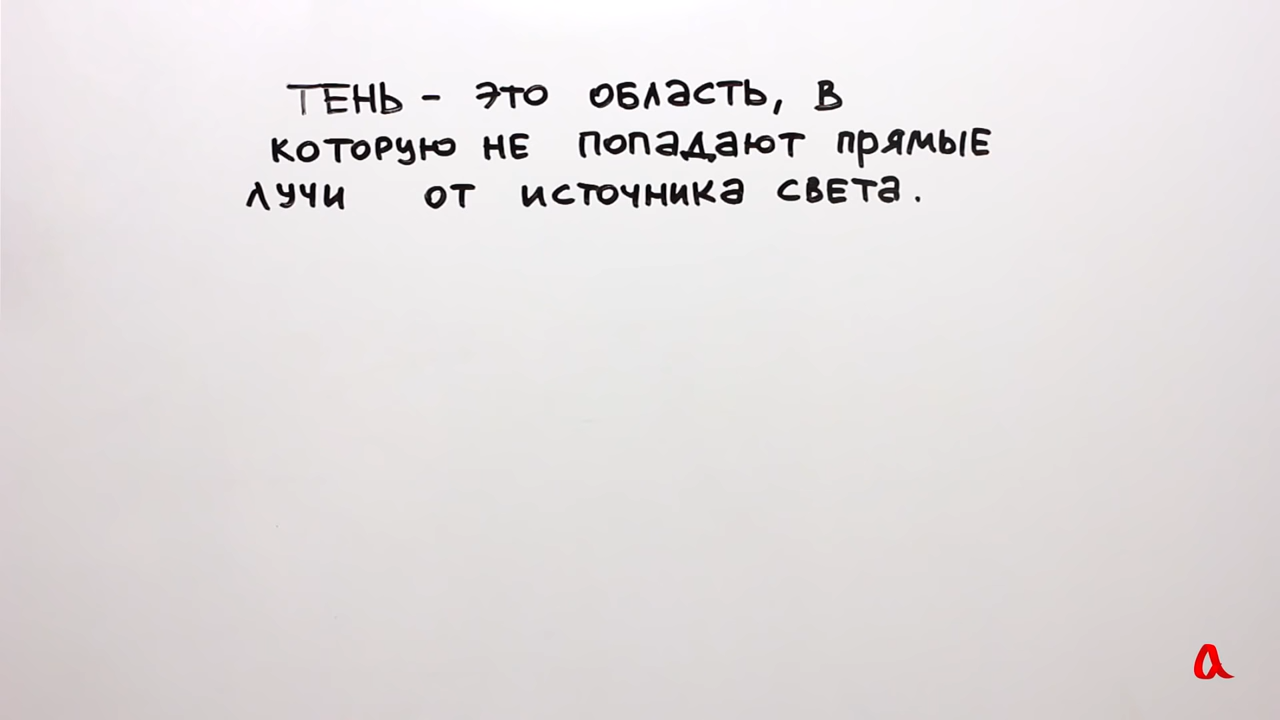 ТЕНЬ - ЭТО ОБЛАСТЬ, В
КОТОРУЮ НЕ ПОПАДАЮТ ПРЯМЫЕ
ЛУЧИ ОТ ИСТОЧНИКА СВЕТА.
a